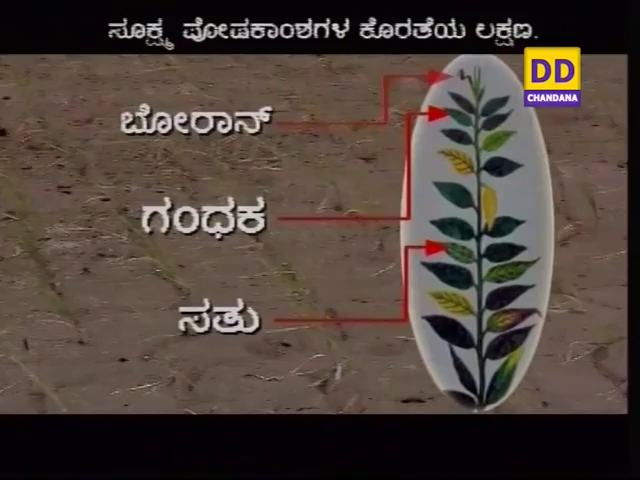 ಸೂಕ್ಷ್ಮ ಪೋಷಕಾಂಶಗಳ ಕೊರತೆಯ ಲಕ್ಷಣ.
DD
CHANDANA
ಬೋರಾನ್
ಗಂಧಕ
ಸತು